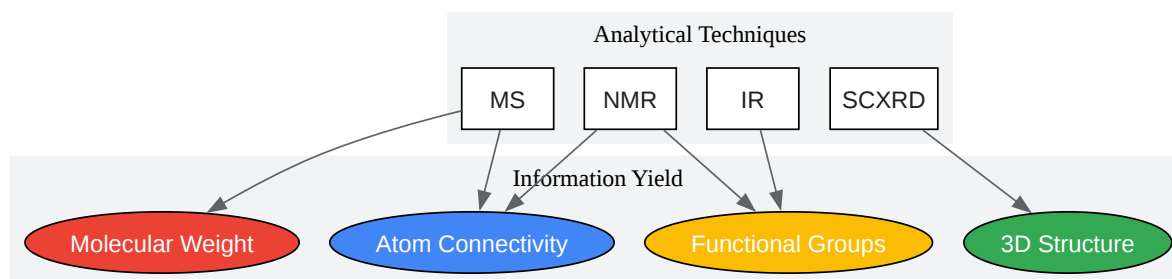 Analytical Techniques
MS
NMR
IR
SCXRD
Information Yield
Molecular Weight
Atom Connectivity
Functional Groups
3D Structure